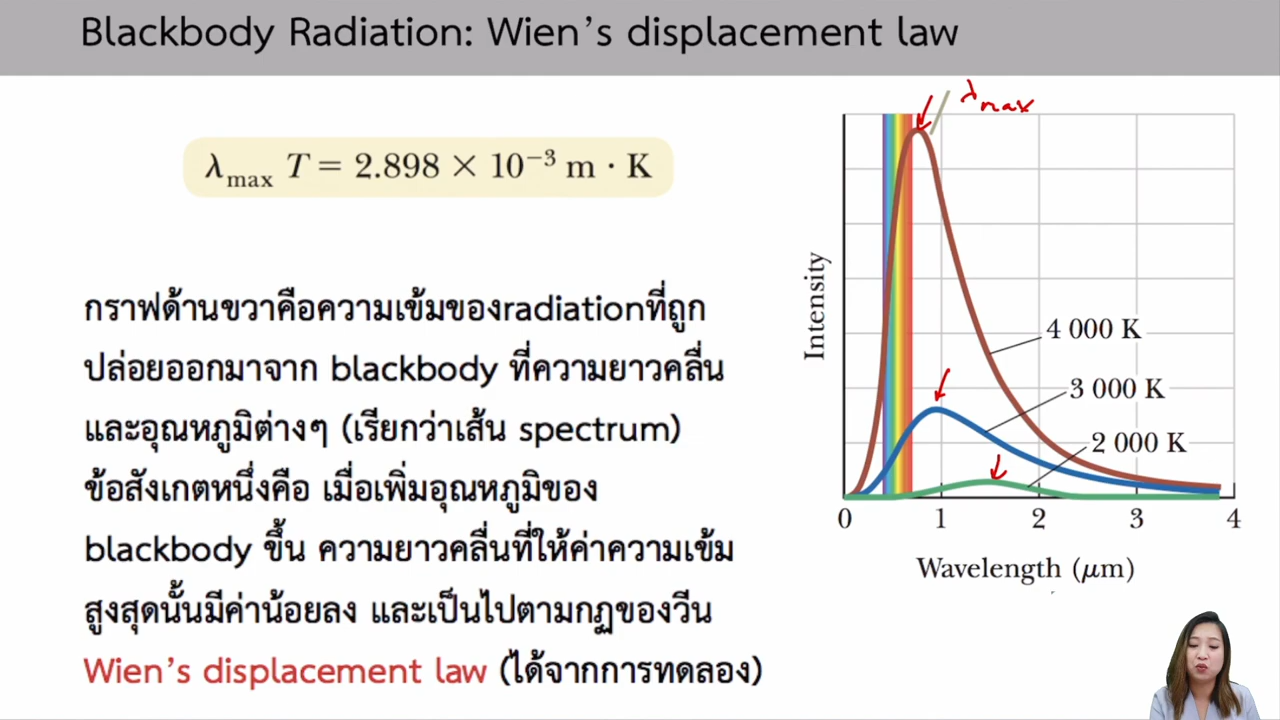 Blackbody Radiation: Wien's displacement law
λmax T = 2.898 × 10⁻³ m · K
กราฟด้านขวาคือความเข้มของradiationที่ถูก
ปล่อยออกมาจาก blackbody ที่ความยาวคลื่น
และอุณหภูมิต่างๆ (เรียกว่าเส้น spectrum)
ข้อสังเกตหนึ่งคือ เมื่อเพิ่มอุณหภูมิของ
blackbody ขึ้น ความยาวคลื่นที่ให้ค่าความเข้ม
สูงสุดนั้นมีค่าน้อยลง และเป็นไปตามกฏของวีน
Wien's displacement law (ได้จากการทดลอง)
λmax
Intensity
4 000 K
3 000 K
2 000 K
0 1 2 3 4
Wavelength (μm)